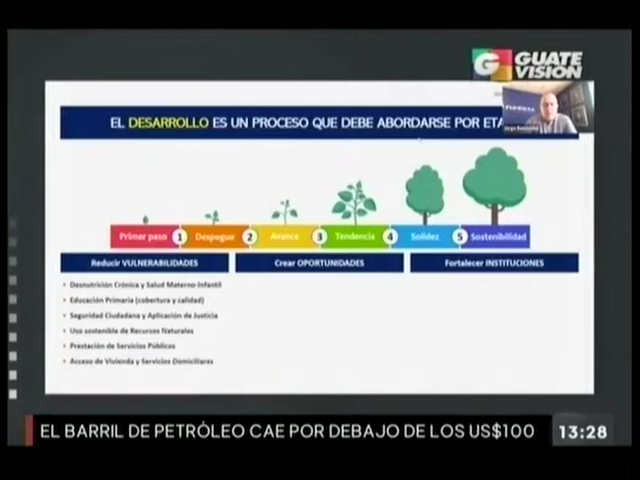 GUATE
VISION
EL DESARROLLO ES UN PROCESO QUE DEBE ABORDARSE POR ETA
Primer paso 1 Despegue 2 Avance 3 Tendencia 4 Solidez 5 Sostenibilidad
Reducir VULNERABILIDADES
Crear OPORTUNIDADES
Fortalecer INSTITUCIONES
• Desnutrición Crónica y Salud Materno-Infantil
• Educación Primaria (cobertura y calidad)
• Seguridad Ciudadana y Aplicación de Justicia
• Uso sostenible de Recursos Naturales
• Prestación de Servicios Públicos
• Acceso de Vivienda y Servicios Domiciliares
EL BARRIL DE PETRÓLEO CAE POR DEBAJO DE LOS US$100
13:28